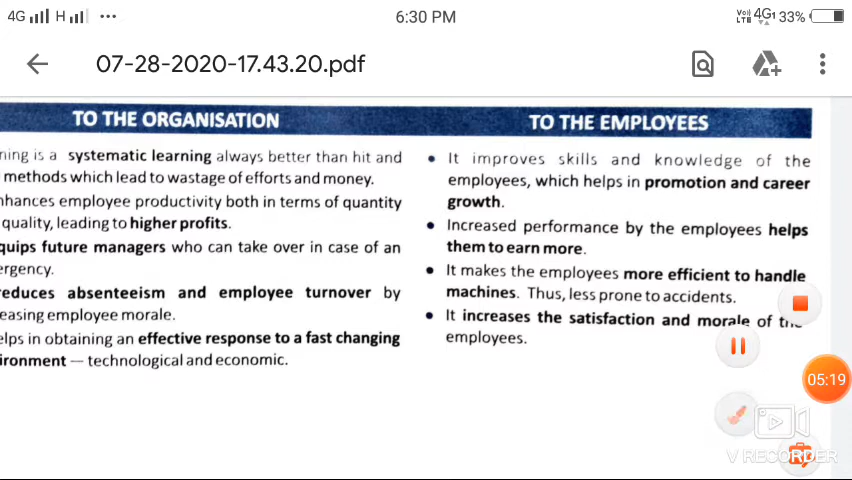 4G H ... 6:30 PM VoI) LTE 4G1 33%
07-28-2020-17.43.20.pdf
TO THE ORGANISATION
ning is a systematic learning always better than hit and
methods which lead to wastage of efforts and money.
nhances employee productivity both in terms of quantity
quality, leading to higher profits.
quips future managers who can take over in case of an
ergency.
reduces absenteeism and employee turnover by
easing employee morale.
elps in obtaining an effective response to a fast changing
ironment — technological and economic.
TO THE EMPLOYEES
• It improves skills and knowledge of the
employees, which helps in promotion and career
growth.
• Increased performance by the employees helps
them to earn more.
• It makes the employees more efficient to handle
machines. Thus, less prone to accidents.
• It increases the satisfaction and morale of the
employees.
05:19
V RECORDER